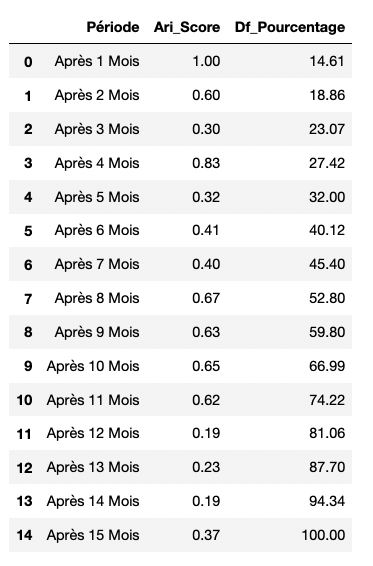 Période Ari_Score Df_Pourcentage
0 Après 1 Mois 1.00 14.61
1 Après 2 Mois 0.60 18.86
2 Après 3 Mois 0.30 23.07
3 Après 4 Mois 0.83 27.42
4 Après 5 Mois 0.32 32.00
5 Après 6 Mois 0.41 40.12
6 Après 7 Mois 0.40 45.40
7 Après 8 Mois 0.67 52.80
8 Après 9 Mois 0.63 59.80
9 Après 10 Mois 0.65 66.99
10 Après 11 Mois 0.62 74.22
11 Après 12 Mois 0.19 81.06
12 Après 13 Mois 0.23 87.70
13 Après 14 Mois 0.19 94.34
14 Après 15 Mois 0.37 100.00